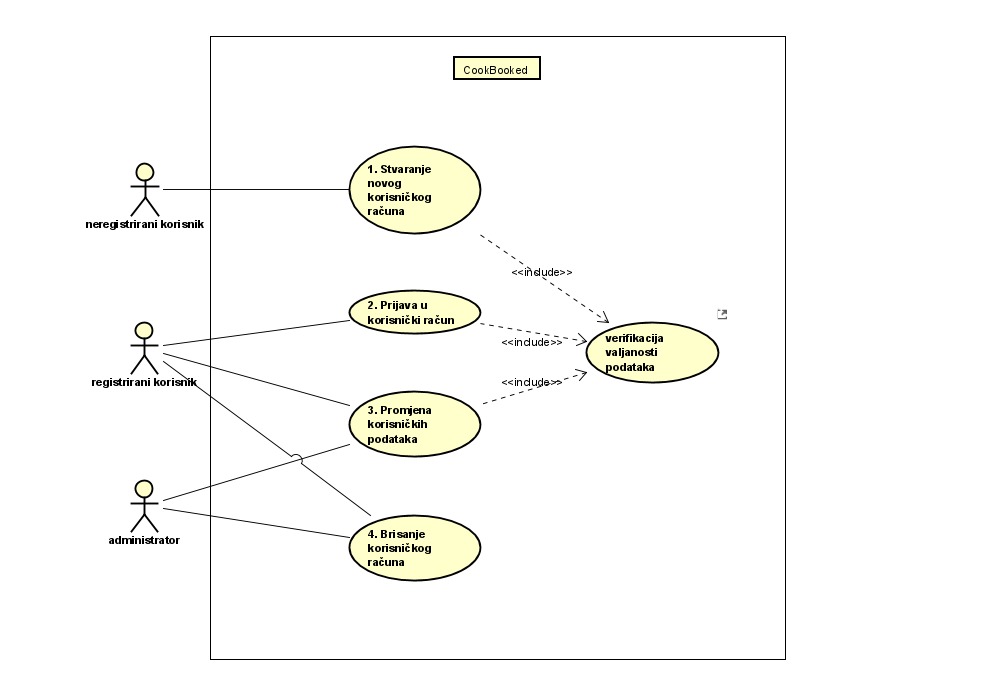 CookBooked
1. Stvaranje
novog
korisničkog
računa
neregistrirani korisnik
<<include>>
2. Prijava u
korisnički račun
<<include>>
verifikacija
valjanosti
podataka
registrirani korisnik
<<include>>
3. Promjena
korisničkih
podataka
administrator
4. Brisanje
korisničkog
računa